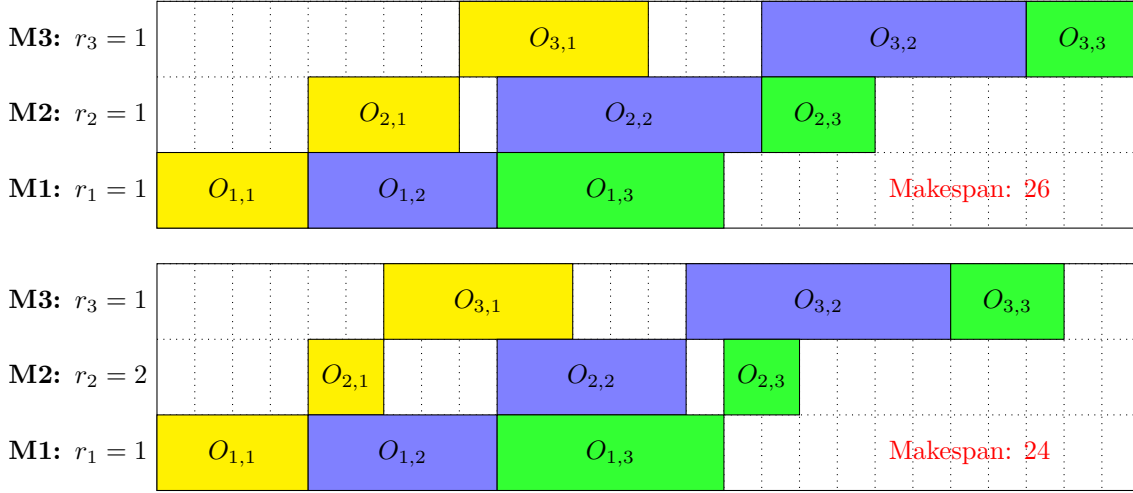 M3: r₃ = 1 O₃,₁ O₃,₂ O₃,₃
M2: r₂ = 1 O₂,₁ O₂,₂ O₂,₃
M1: r₁ = 1 O₁,₁ O₁,₂ O₁,₃ Makespan: 26
M3: r₃ = 1 O₃,₁ O₃,₂ O₃,₃
M2: r₂ = 2 O₂,₁ O₂,₂ O₂,₃
M1: r₁ = 1 O₁,₁ O₁,₂ O₁,₃ Makespan: 24